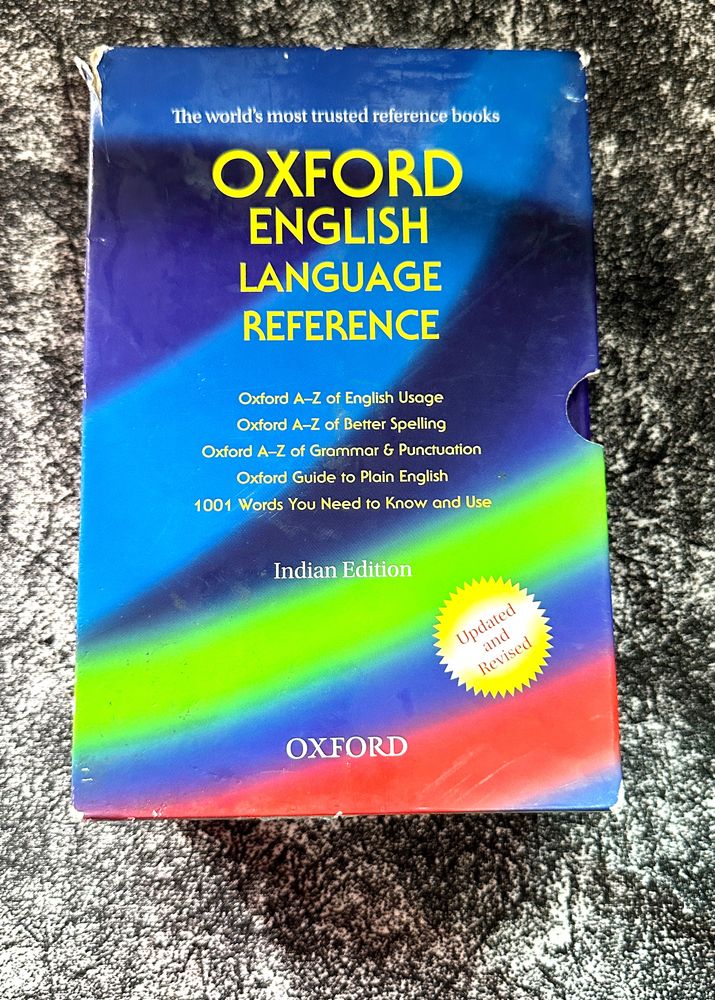 The world's most trusted reference books
OXFORD
ENGLISH
LANGUAGE
REFERENCE
Oxford A–Z of English Usage
Oxford A–Z of Better Spelling
Oxford A–Z of Grammar & Punctuation
Oxford Guide to Plain English
1001 Words You Need to Know and Use
Indian Edition
Updated
and
Revised
OXFORD